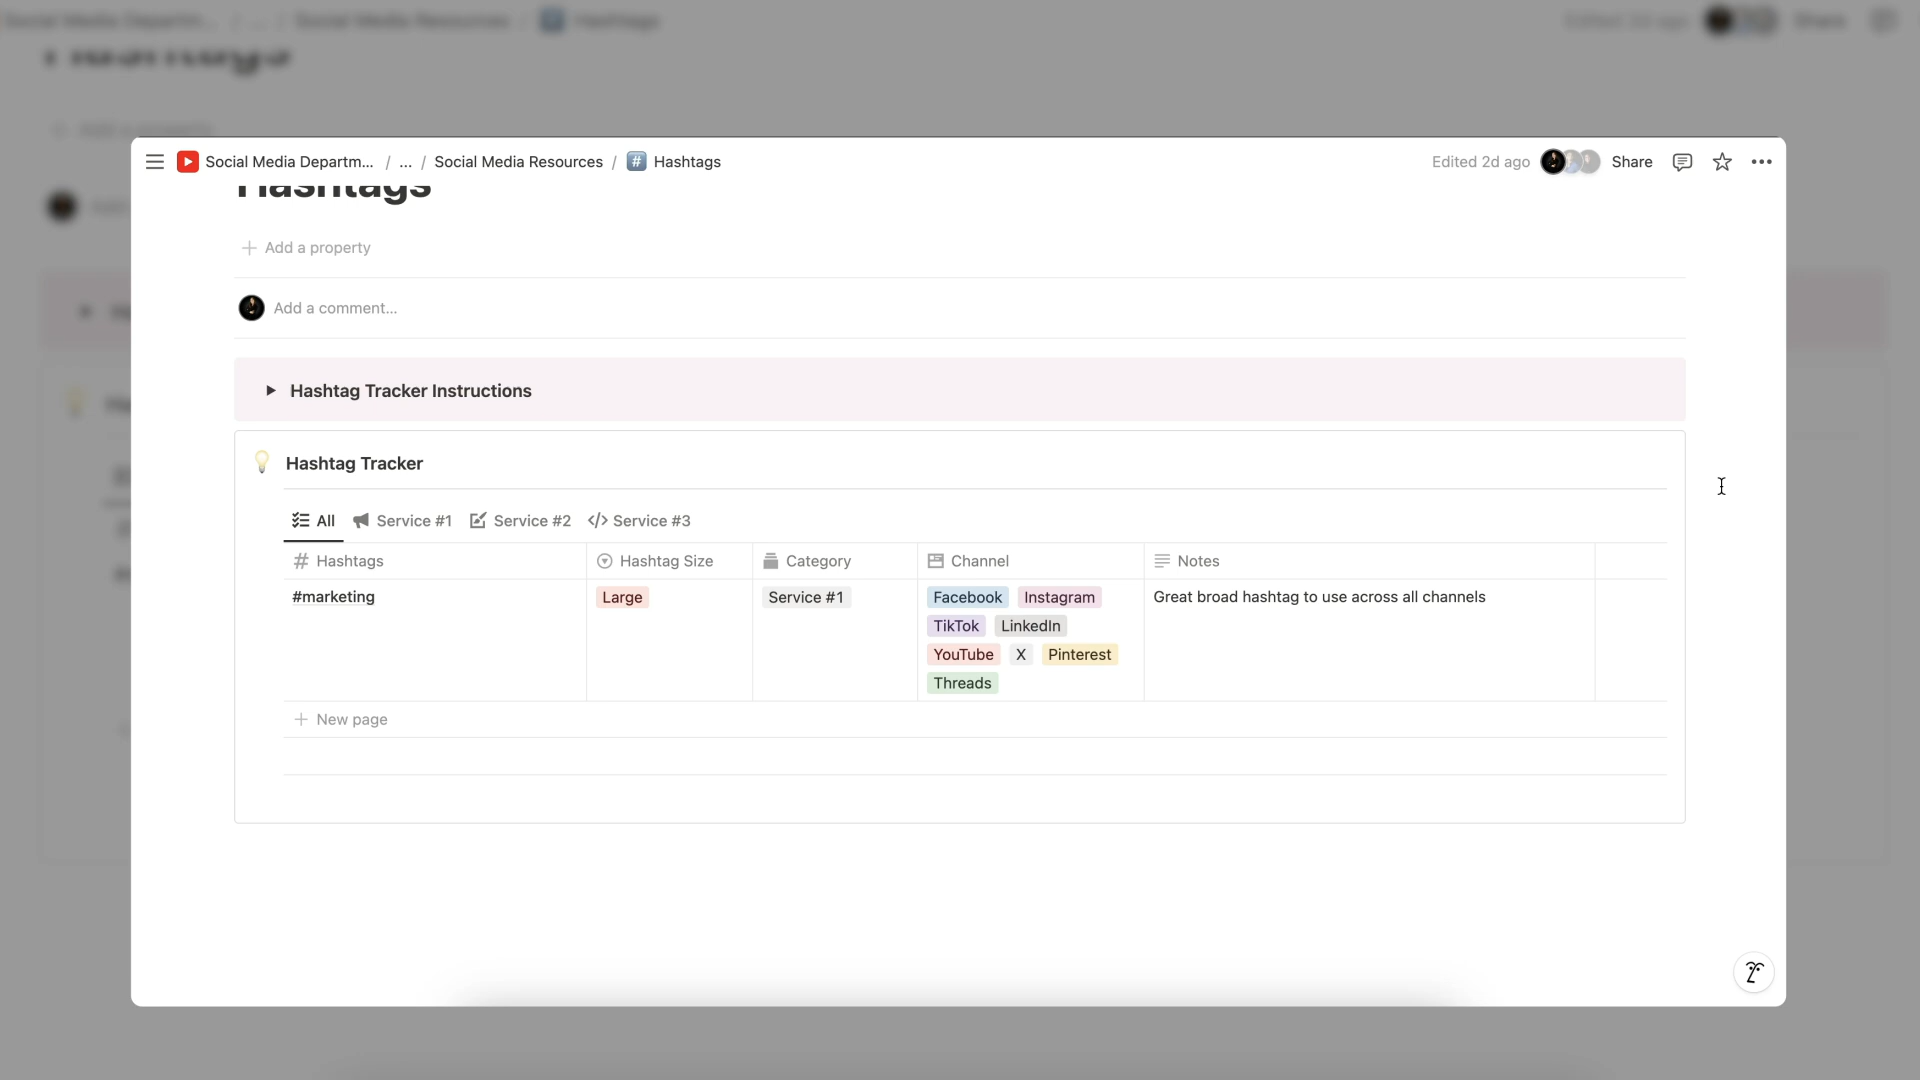 Social Media Departm... / ... / Social Media Resources / # Hashtags
Edited 2d ago Share
Hashtags
+ Add a property
Add a comment...
Hashtag Tracker Instructions
Hashtag Tracker
All Service #1 Service #2 </> Service #3
# Hashtags Hashtag Size Category Channel Notes
#marketing Large Service #1 Facebook Instagram Great broad hashtag to use across all channels
TikTok LinkedIn
YouTube X Pinterest
Threads
+ New page